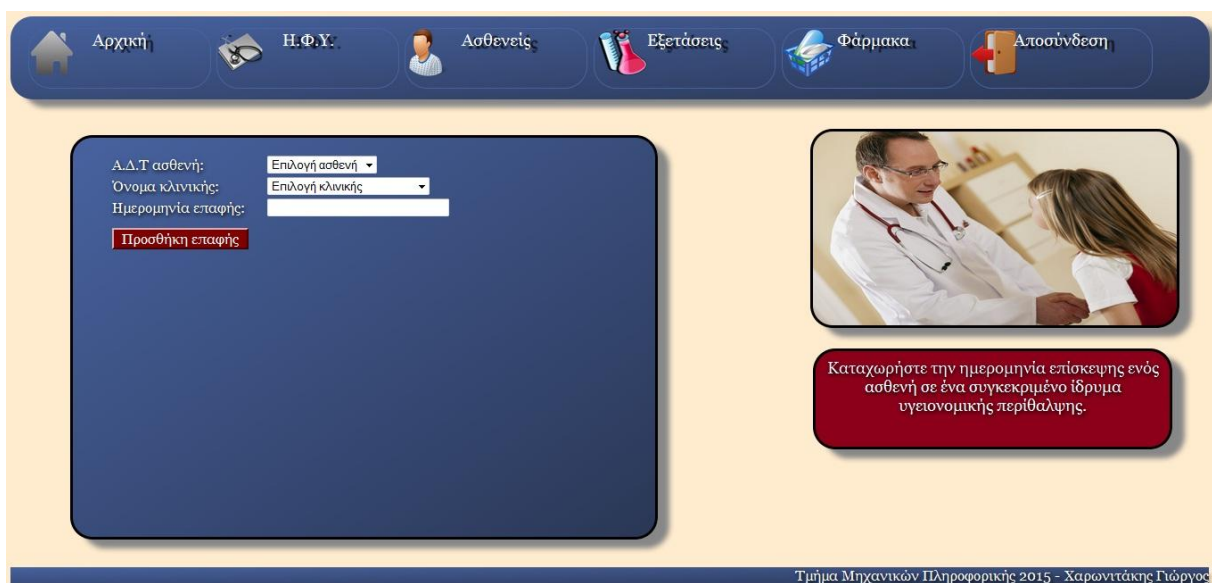 Αρχική
Η.Φ.Υ.
Ασθενείς
Εξετάσεις
Φάρμακα
Αποσύνδεση
Α.Δ.Τ ασθενή: Επιλογή ασθενή
Όνομα κλινικής: Επιλογή κλινικής
Ημερομηνία επαφής:
Προσθήκη επαφής
Καταχωρήστε την ημερομηνία επίσκεψης ενός
ασθενή σε ένα συγκεκριμένο ίδρυμα
υγειονομικής περίθαλψης.
Τμήμα Μηχανικών Πληροφορικής 2015 - Χαρωνιτάκης Γιώργος